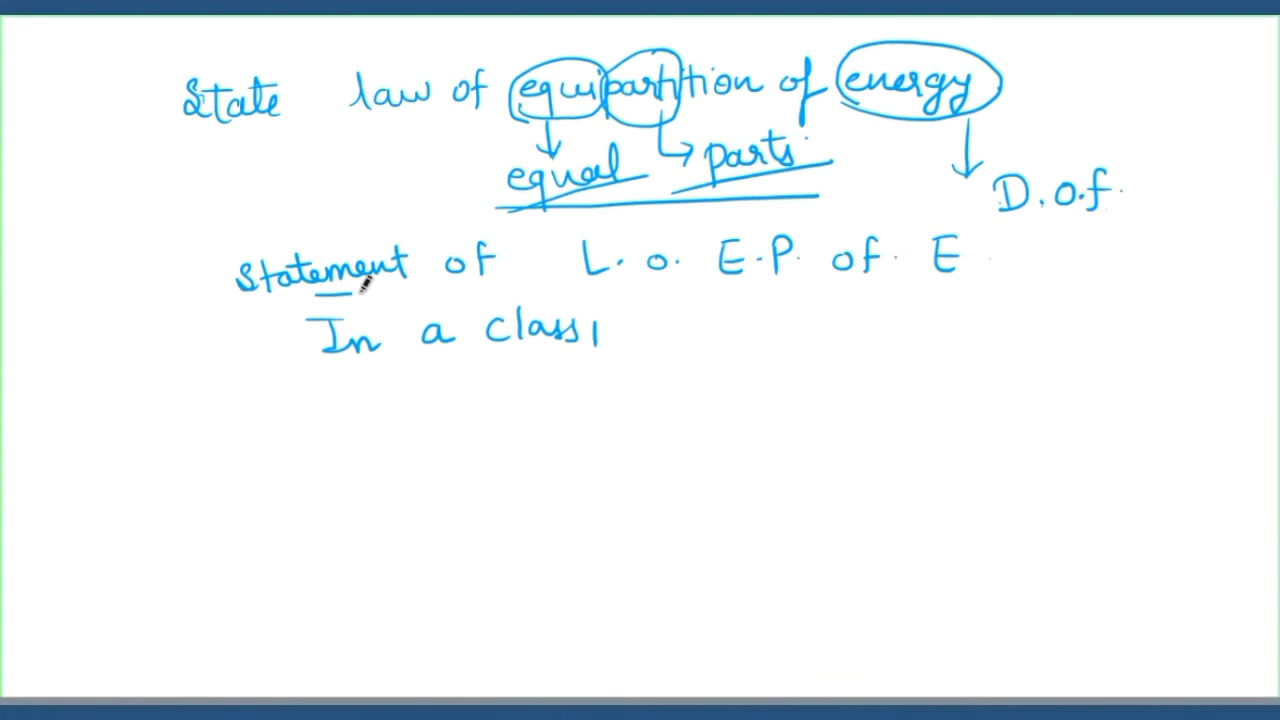 State law of equipartition of energy
equal parts
D.o.f.
Statement of L. o. E.P. of. E
In a class